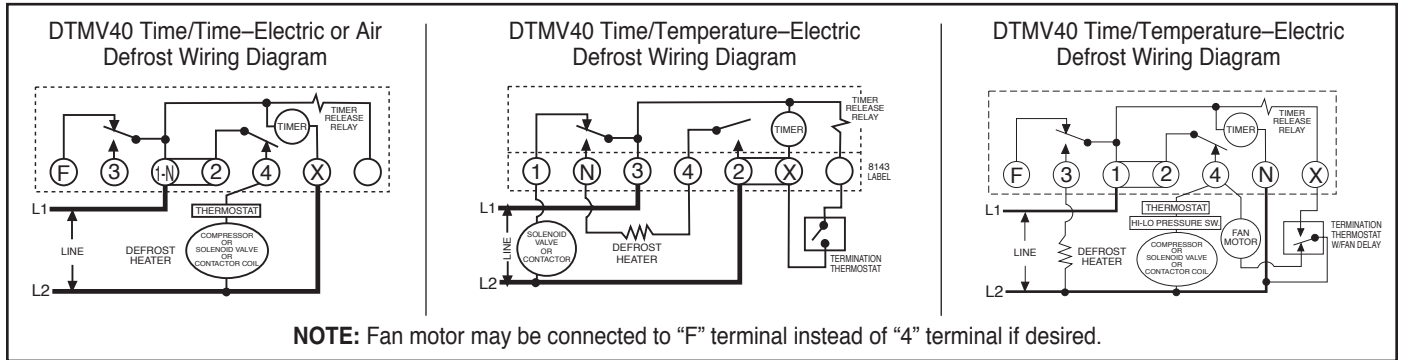 DTMV40 Time/Time–Electric or Air
Defrost Wiring Diagram
TIMER
RELEASE
RELAY
TIMER
F
3
1-N
2
4
X
L1
THERMOSTAT
LINE
DEFROST
HEATER
COMPRESSOR
OR
SOLENOID VALVE
OR
CONTACTOR COIL
L2
DTMV40 Time/Temperature–Electric
Defrost Wiring Diagram
TIMER
RELEASE
RELAY
TIMER
1
N
3
4
2
X
8143
LABEL
L1
LINE
SOLENOID
VALVE
OR
CONTACTOR
DEFROST
HEATER
TERMINATION
THERMOSTAT
L2
DTMV40 Time/Temperature–Electric
Defrost Wiring Diagram
TIMER
RELEASE
RELAY
TIMER
F
3
1
2
4
N
X
L1
THERMOSTAT
HI-LO PRESSURE SW.
LINE
DEFROST
HEATER
COMPRESSOR
OR
SOLENOID VALVE
OR
CONTACTOR COIL
FAN
MOTOR
TERMINATION
THERMOSTAT
W/FAN DELAY
L2
NOTE: Fan motor may be connected to “F” terminal instead of “4” terminal if desired.